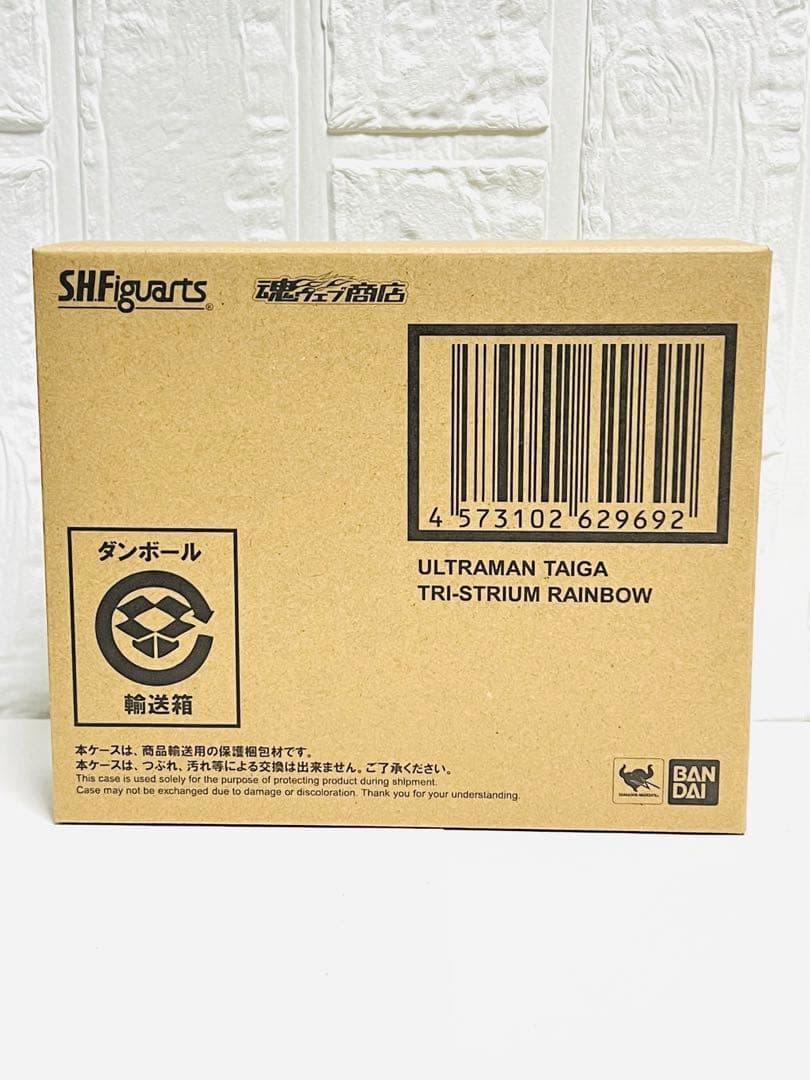 S.H.Figuarts®
魂ウェブ商店
4 573102 629692
ULTRAMAN TAIGA
TRI-STRIUM RAINBOW
ダンボール
輸送箱
本ケースは、商品輸送用の保護梱包材です。
本ケースは、つぶれ、汚れ等による交換は出来ません。ご了承ください。
This case is used solely for the purpose of protecting product during shipment.
Case may not be exchanged due to damage or discoloration. Thank you for your understanding.
BAN
DAI